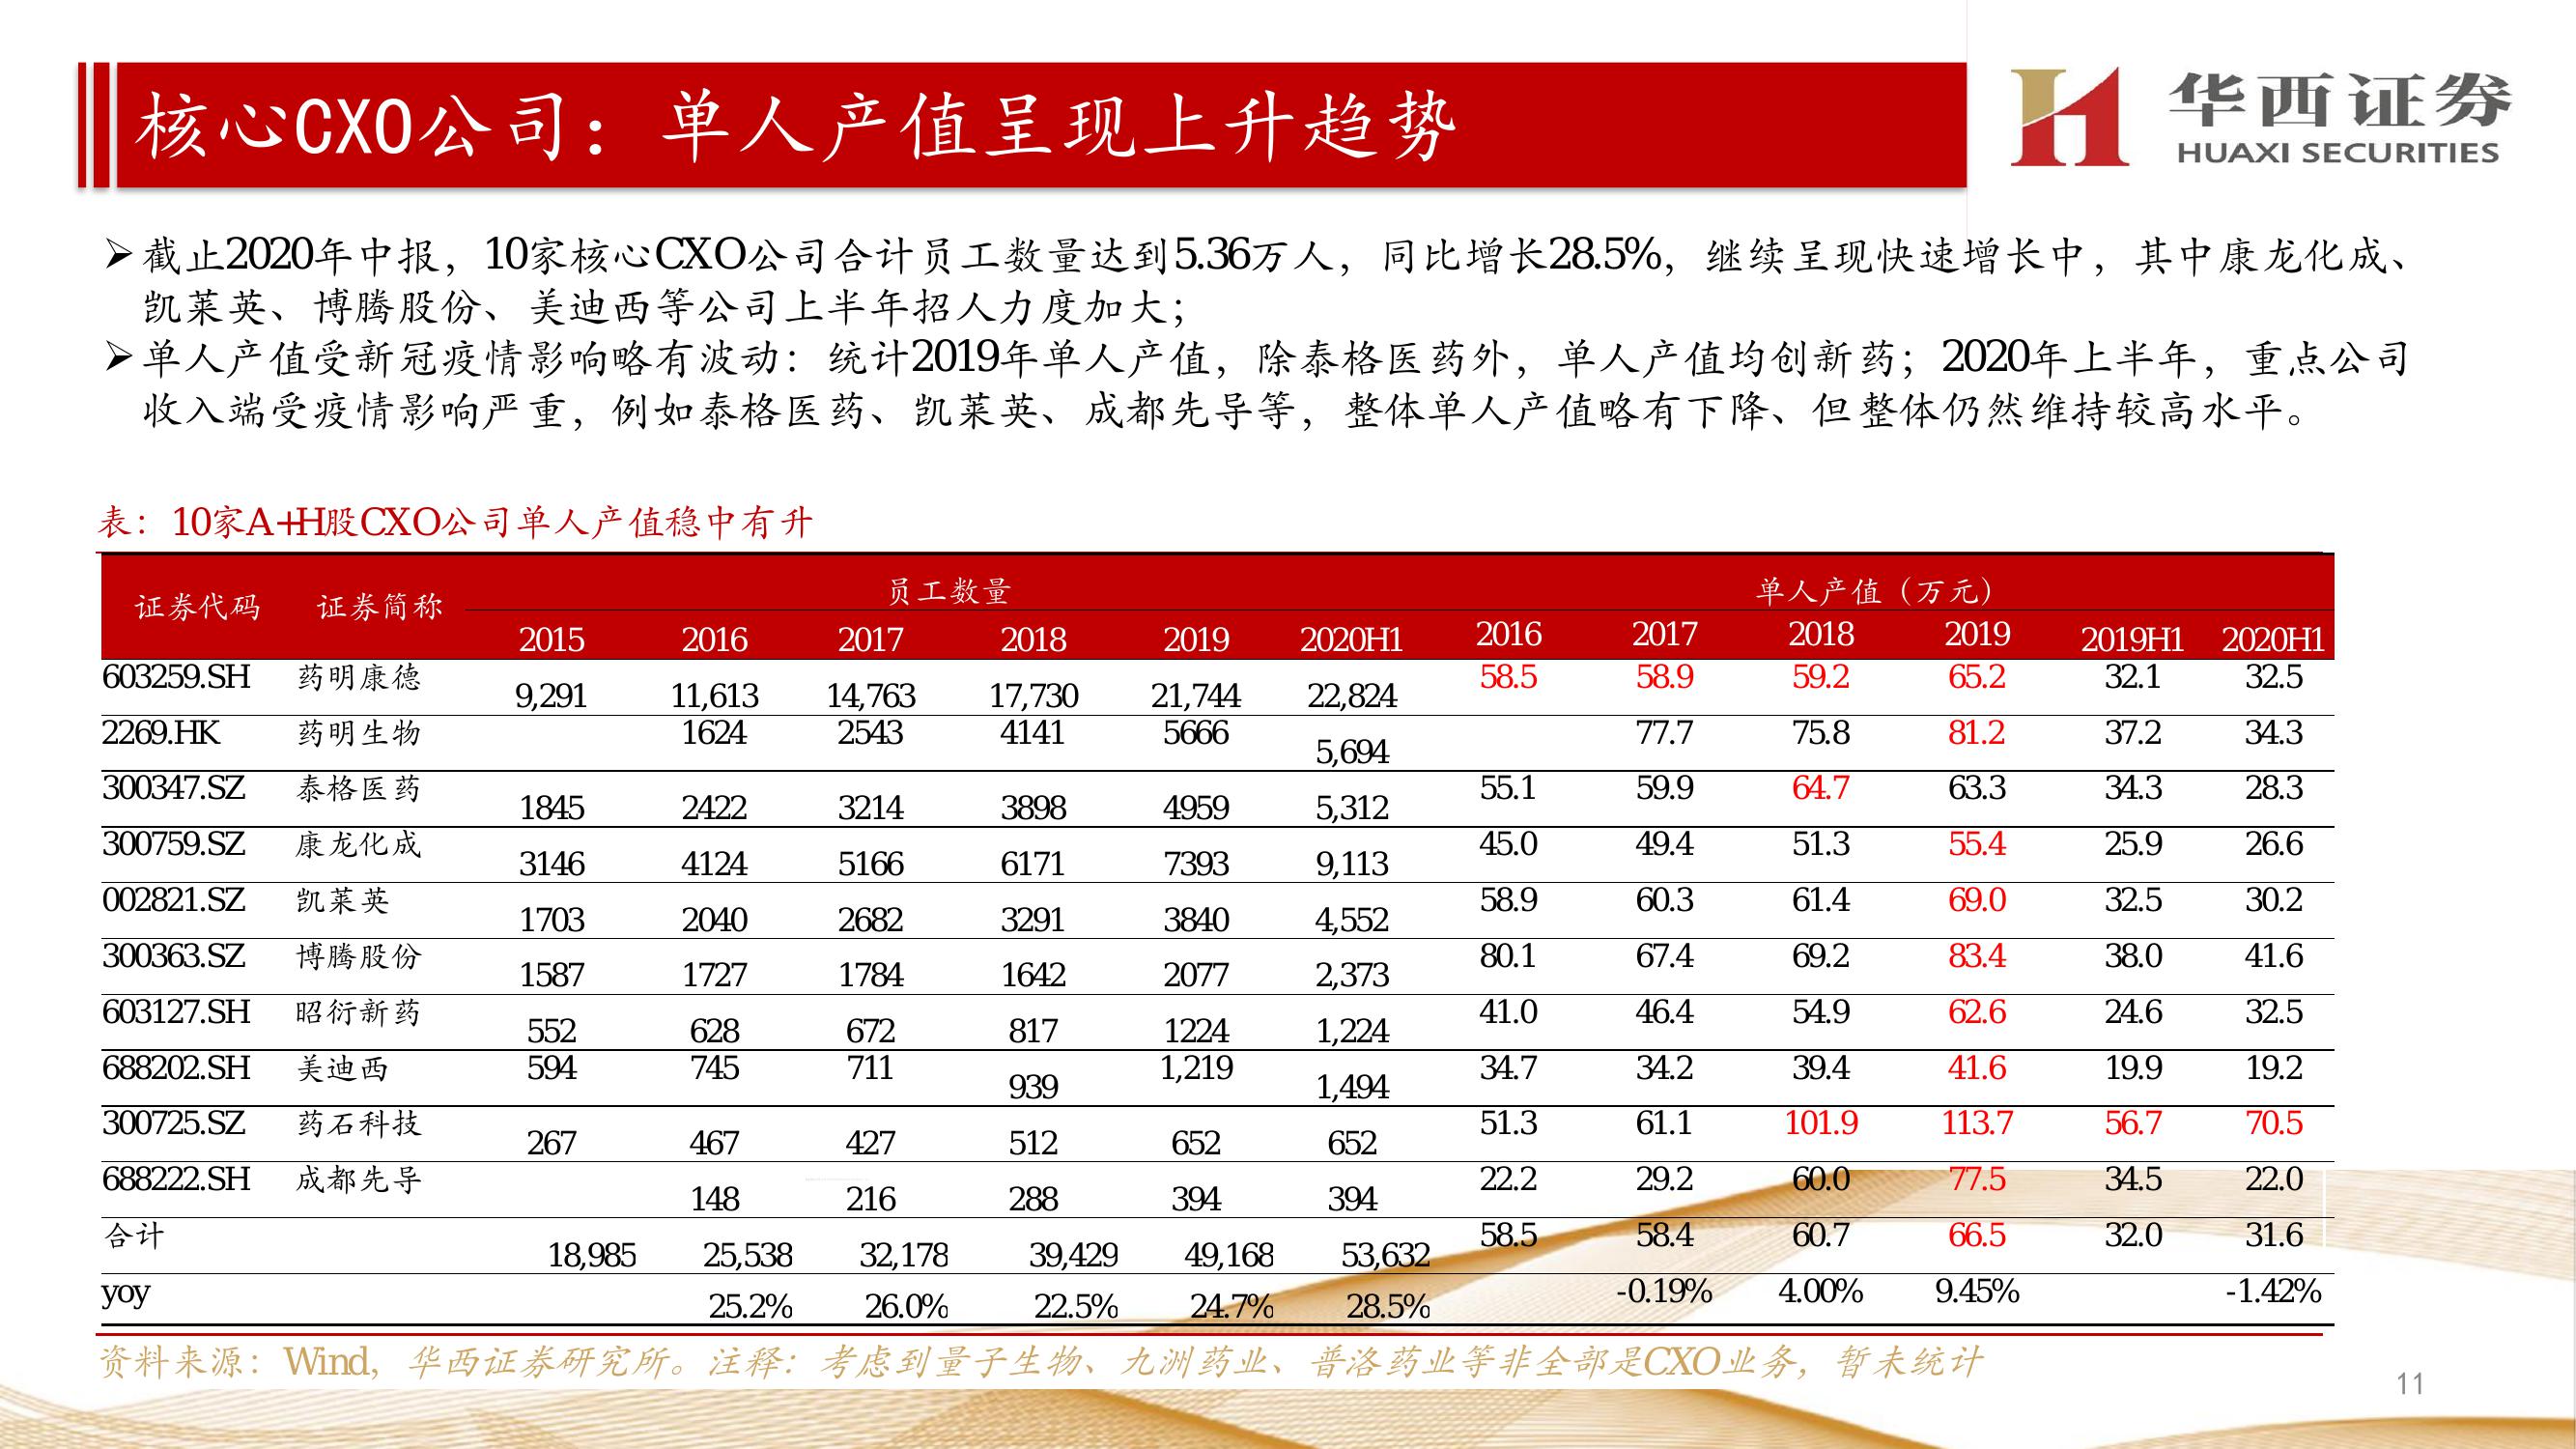 核心CXO公司：单人产值呈现上升趋势
华西证券
HUAXI SECURITIES
➢截止2020年中报，10家核心CXO公司合计员工数量达到5.36万人，同比增长28.5%，继续呈现快速增长中，其中康龙化成、
凯莱英、博腾股份、美迪西等公司上半年招人力度加大；
➢单人产值受新冠疫情影响略有波动：统计2019年单人产值，除泰格医药外，单人产值均创新药；2020年上半年，重点公司
收入端受疫情影响严重，例如泰格医药、凯莱英、成都先导等，整体单人产值略有下降、但整体仍然维持较高水平。
表：10家A+H股CXO公司单人产值稳中有升
证券代码 证券简称 员工数量 单人产值（万元）
2015 2016 2017 2018 2019 2020H1 2016 2017 2018 2019 2019H1 2020H1
603259.SH 药明康德 9,291 11,613 14,763 17,730 21,744 22,824 58.5 58.9 59.2 65.2 32.1 32.5
2269.HK 药明生物 1624 2543 4141 5666 5,694 77.7 75.8 81.2 37.2 34.3
300347.SZ 泰格医药 1845 2422 3214 3898 4959 5,312 55.1 59.9 64.7 63.3 34.3 28.3
300759.SZ 康龙化成 3146 4124 5166 6171 7393 9,113 45.0 49.4 51.3 55.4 25.9 26.6
002821.SZ 凯莱英 1703 2040 2682 3291 3840 4,552 58.9 60.3 61.4 69.0 32.5 30.2
300363.SZ 博腾股份 1587 1727 1784 1642 2077 2,373 80.1 67.4 69.2 83.4 38.0 41.6
603127.SH 昭衍新药 552 628 672 817 1224 1,224 41.0 46.4 54.9 62.6 24.6 32.5
688202.SH 美迪西 594 745 711 939 1,219 1,494 34.7 34.2 39.4 41.6 19.9 19.2
300725.SZ 药石科技 267 467 427 512 652 652 51.3 61.1 101.9 113.7 56.7 70.5
688222.SH 成都先导 148 216 288 394 394 22.2 29.2 60.0 77.5 34.5 22.0
合计 18,985 25,538 32,178 39,429 49,168 53,632 58.5 58.4 60.7 66.5 32.0 31.6
yoy 25.2% 26.0% 22.5% 24.7% 28.5% -0.19% 4.00% 9.45% -1.42%
资料来源：Wind，华西证券研究所。注释：考虑到量子生物、九洲药业、普洛药业等非全部是CXO业务，暂未统计
11